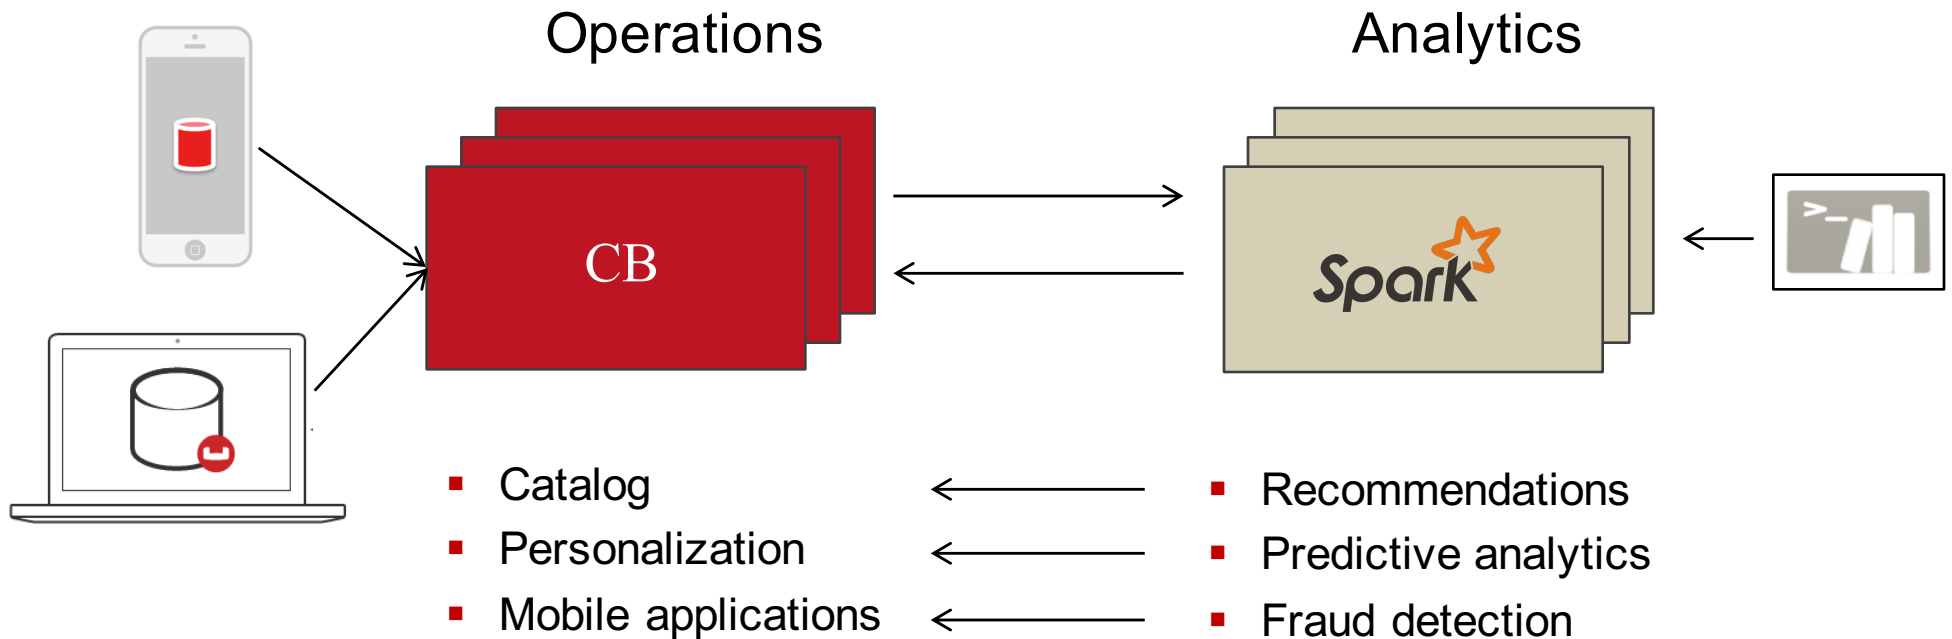 Operations
Analytics
CB
Spark
>_
Catalog
Recommendations
Personalization
Predictive analytics
Mobile applications
Fraud detection